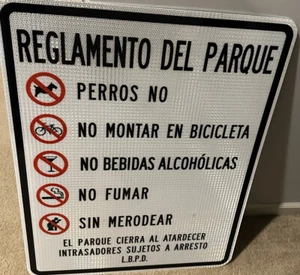 REGLAMENTO DEL PARQUE
PERROS NO
NO MONTAR EN BICICLETA
NO BEBIDAS ALCOHÓLICAS
NO FUMAR
SIN MERODEAR
EL PARQUE CIERRA AL ATARDECER
INTRASADORES SUJETOS A ARRESTO
L.B.P.D.